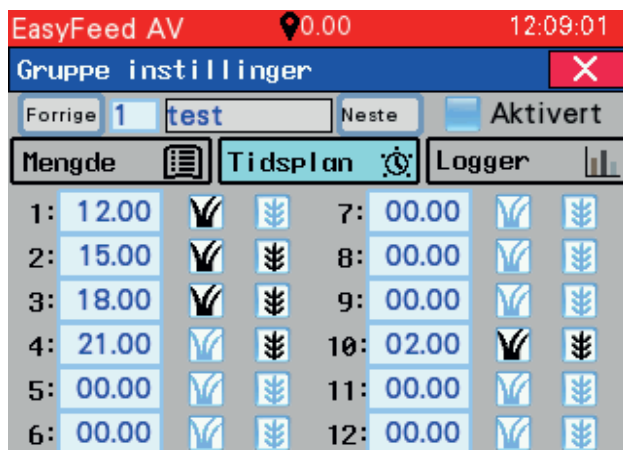 EasyFeed AV 0.00 12:09:01
Gruppe instillinger
Forrige 1 test Neste Aktivert
Mengde Tidsplan Logger
1: 12.00 7: 00.00
2: 15.00 8: 00.00
3: 18.00 9: 00.00
4: 21.00 10: 02.00
5: 00.00 11: 00.00
6: 00.00 12: 00.00